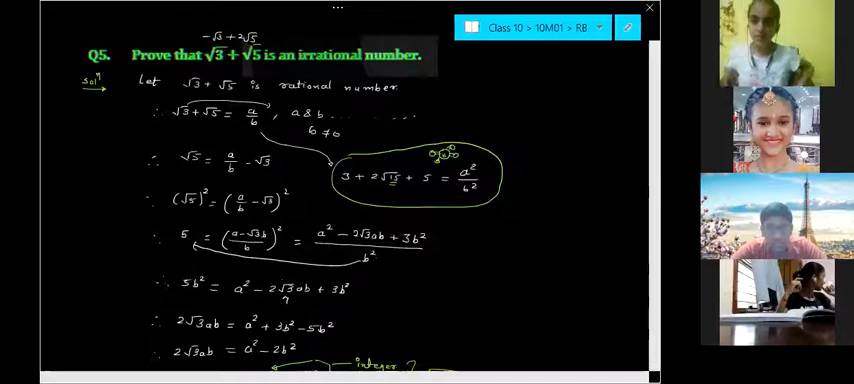 -√3 + 2√5
Q5. Prove that √3 + √5 is an irrational number.
Class 10 > 10M01 > RB
Solⁿ Let √3 + √5 is rational number
∴ √3 + √5 = a/b , a & b . . . . . . . .
b ≠ 0
3 + 2√15 + 5 = a²/b²
∴ √5 = a/b - √3
∴ (√5)² = (a/b - √3)²
∴ 5 = ((a-√3b)/b)² = (a² - 2√3ab + 3b²)/b²
∴ 5b² = a² - 2√3ab + 3b²
∴ 2√3ab = a² + 3b² - 5b²
∴ 2√3ab = a² - 2b²
integer